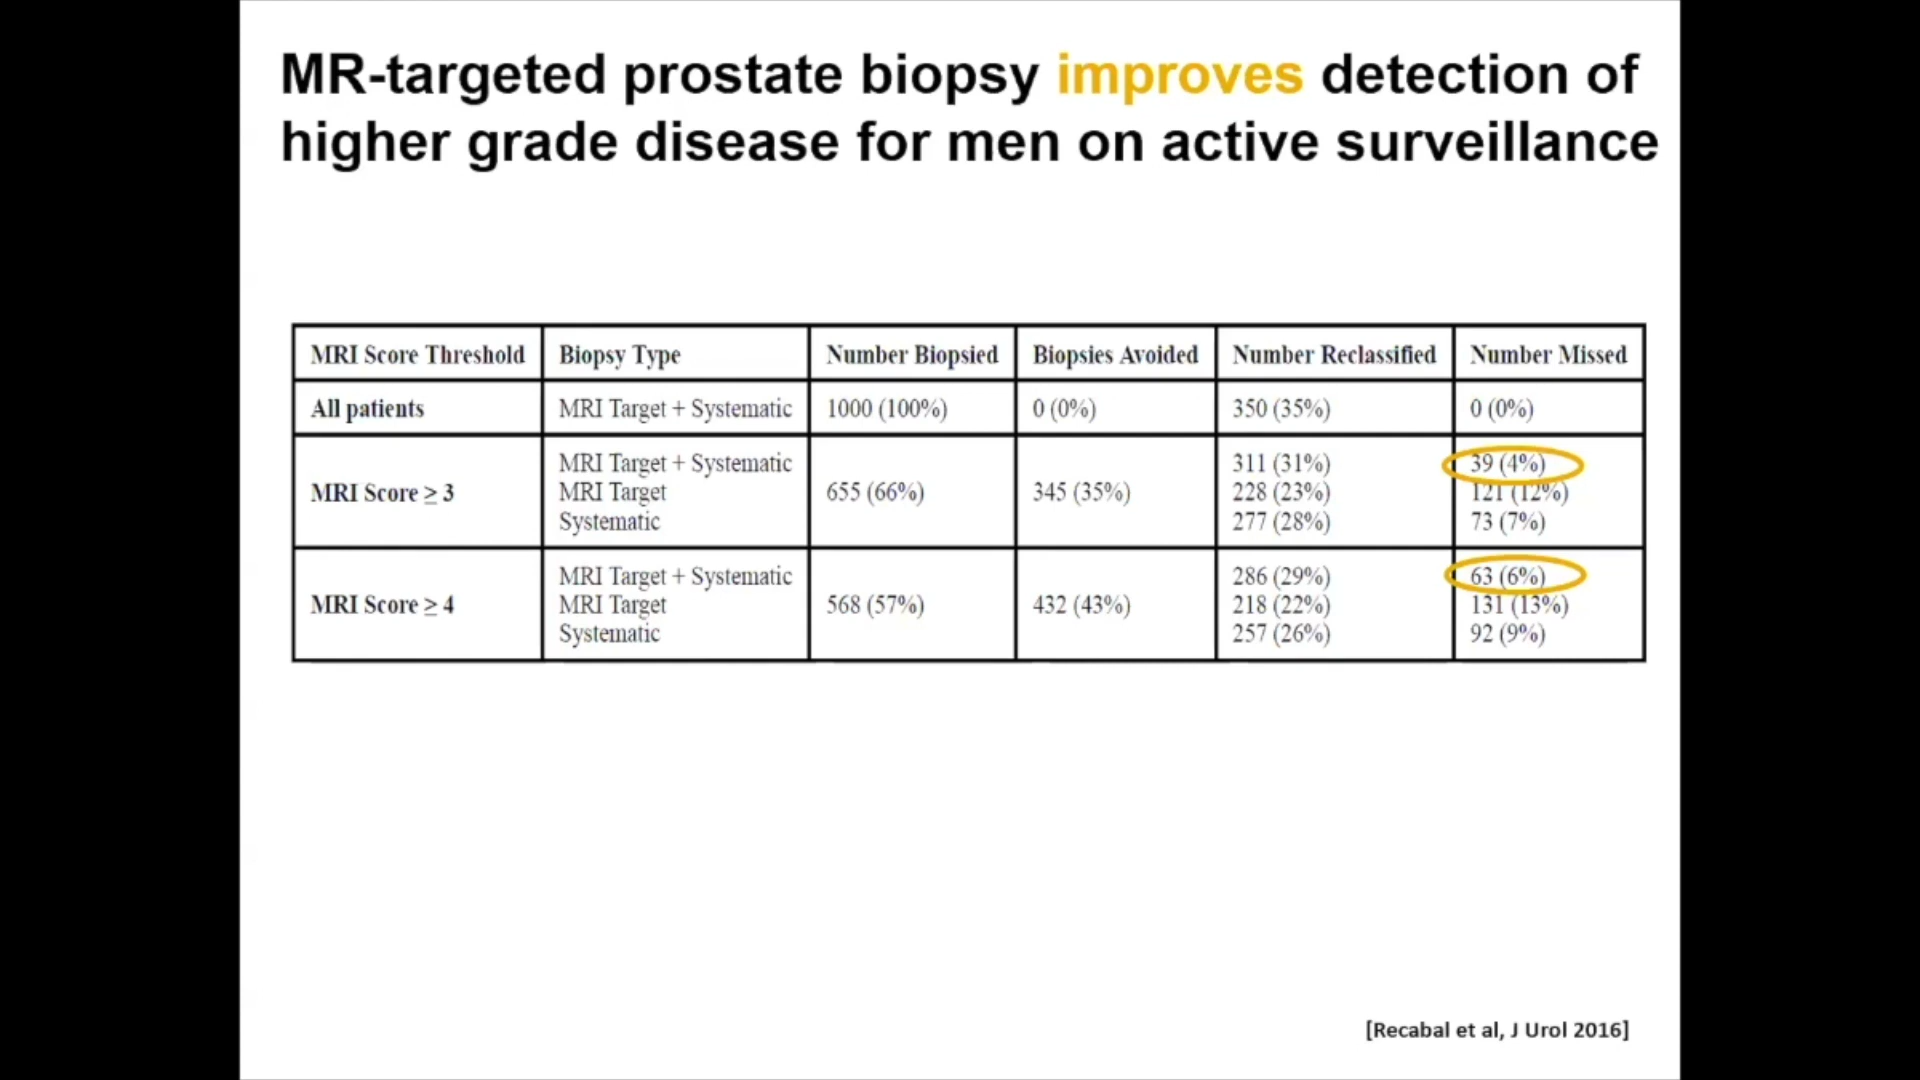 MR-targeted prostate biopsy improves detection of
higher grade disease for men on active surveillance
MRI Score Threshold Biopsy Type Number Biopsied Biopsies Avoided Number Reclassified Number Missed
All patients MRI Target + Systematic 1000 (100%) 0 (0%) 350 (35%) 0 (0%)
MRI Score ≥ 3
MRI Target + Systematic
MRI Target
Systematic
655 (66%)
345 (35%)
311 (31%)
228 (23%)
277 (28%)
39 (4%)
121 (12%)
73 (7%)
MRI Score ≥ 4
MRI Target + Systematic
MRI Target
Systematic
568 (57%)
432 (43%)
286 (29%)
218 (22%)
257 (26%)
63 (6%)
131 (13%)
92 (9%)
[Recabal et al, J Urol 2016]